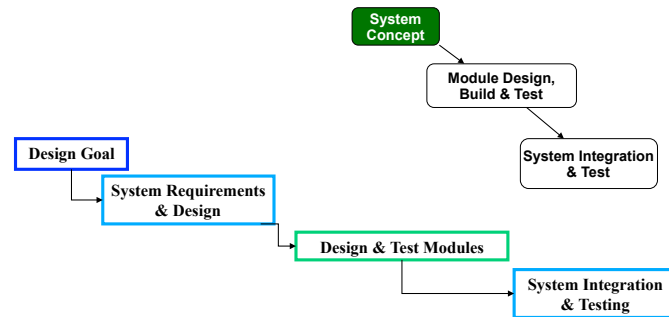 System
Concept
Module Design,
Build & Test
System Integration
& Test
Design Goal
System Requirements
& Design
Design & Test Modules
System Integration
& Testing